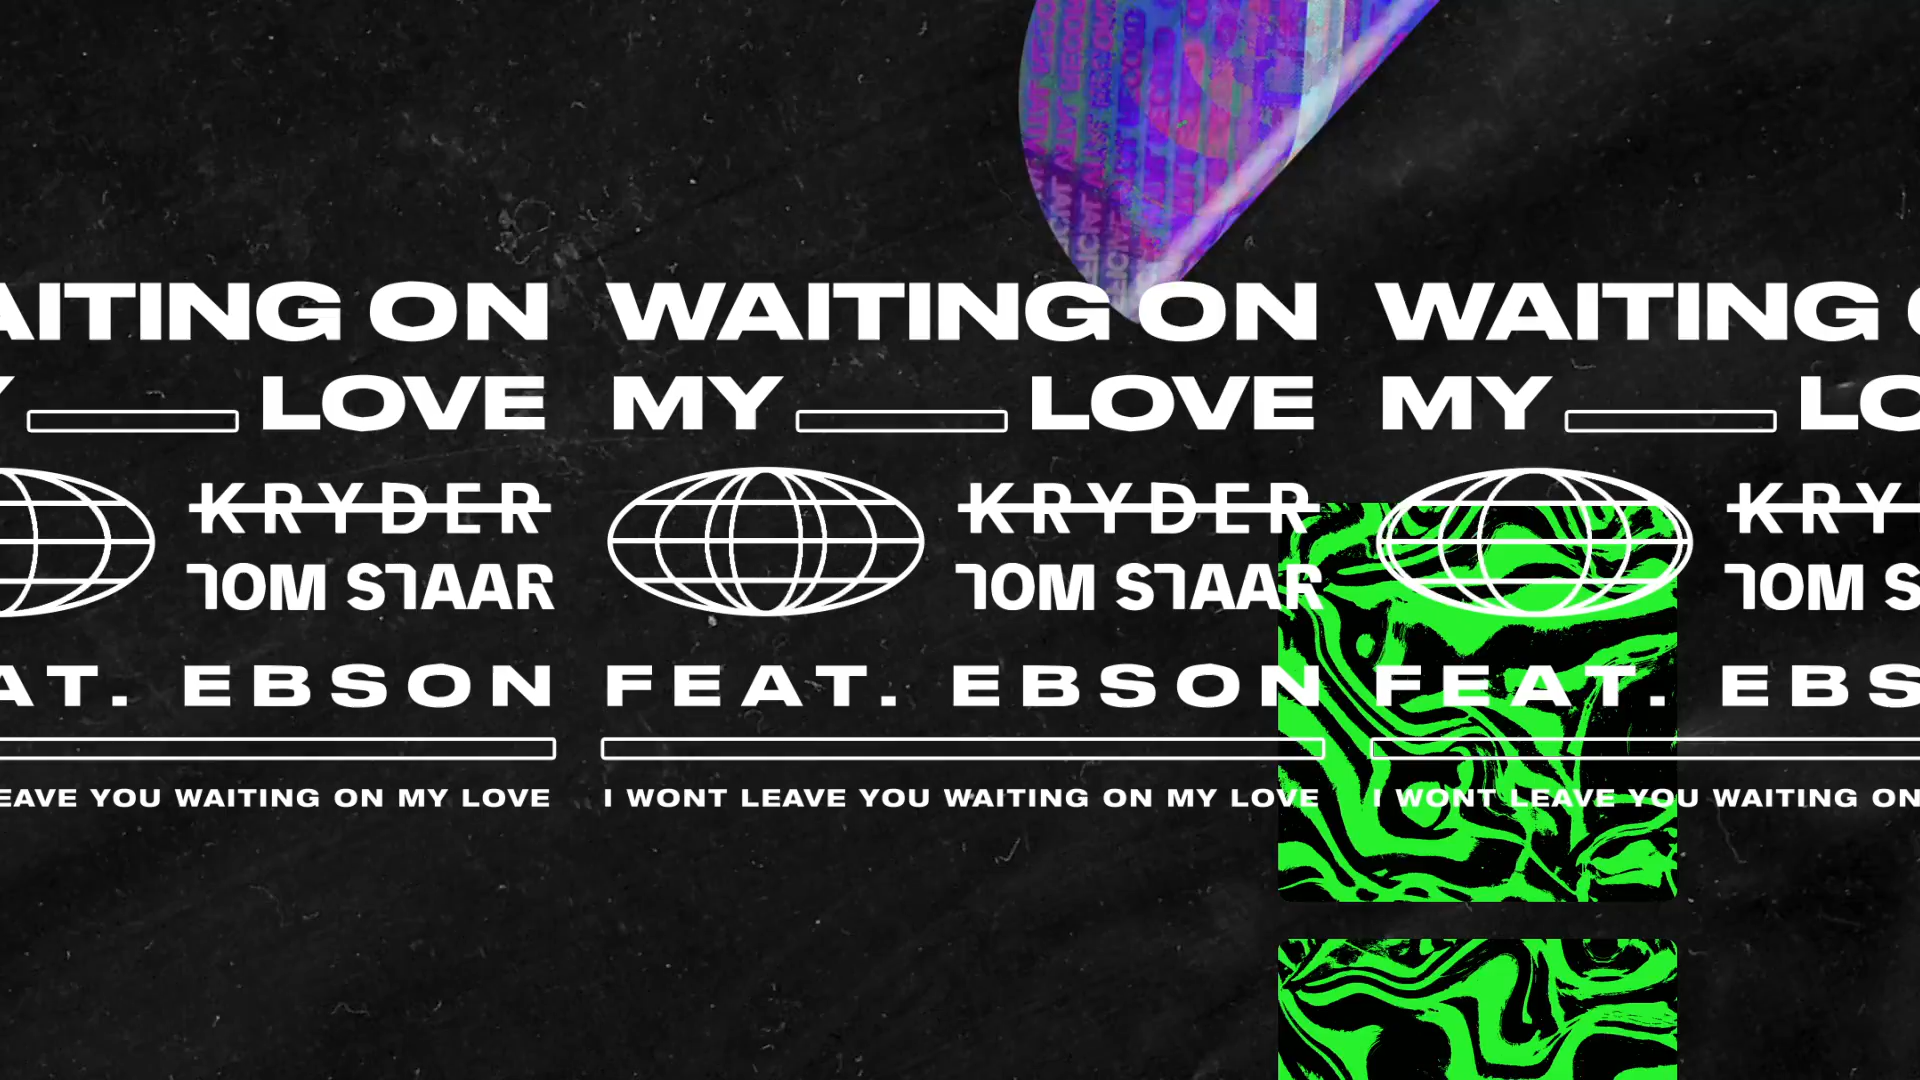 AITING ON WAITING ON WAITING
LOVE MY LOVE MY LO
KRYDER KRYDER KRY
TOM STAAR TOM STAAR TOM S
AT. EBSON FEAT. EBSON FEAT. EBS
EAVE YOU WAITING ON MY LOVE I WONT LEAVE YOU WAITING ON MY LOVE I WONT LEAVE YOU WAITING ON